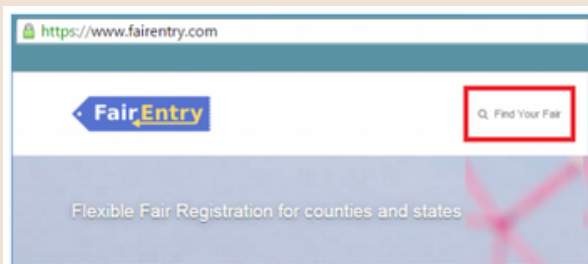 https://www.fairentry.com
FairEntry
Find Your Fair
Flexible Fair Registration for counties and states